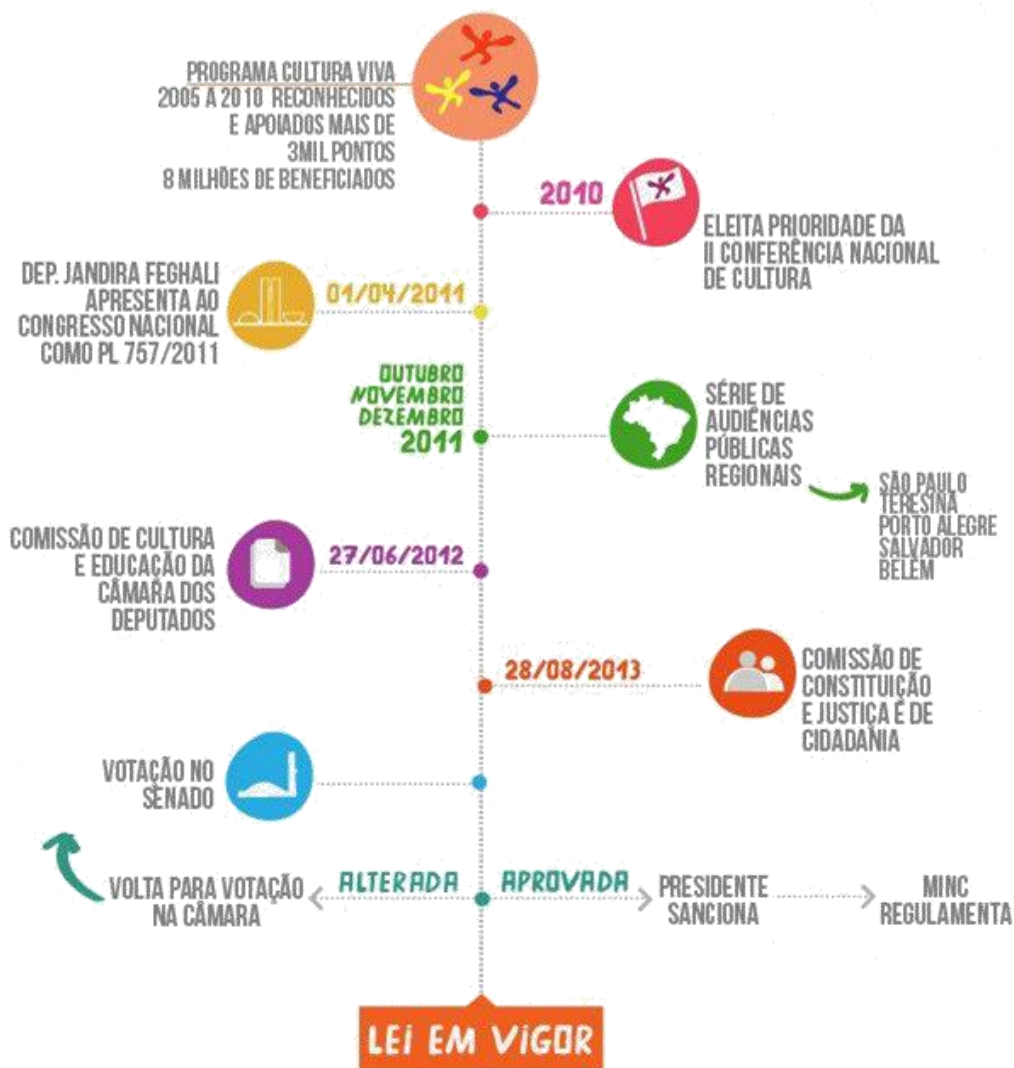 PROGRAMA CULTURA VIVA
2005 A 2010 RECONHECIDOS
E APOIADOS MAIS DE
3MIL PONTOS
8 MILHÕES DE BENEFICIADOS
2010
ELEITA PRIORIDADE DA
II CONFERÊNCIA NACIONAL
DE CULTURA
DEP. JANDIRA FEGHALI
APRESENTA AO
CONGRESSO NACIONAL
COMO PL 757/2011
01/04/2011
OUTUBRO
NOVEMBRO
DEZEMBRO
2011
SÉRIE DE
AUDIÊNCIAS
PÚBLICAS
REGIONAIS
SÃO PAULO
TERESINA
PORTO ALEGRE
SALVADOR
BELÉM
COMISSÃO DE CULTURA
E EDUCAÇÃO DA
CÂMARA DOS
DEPUTADOS
27/06/2012
28/08/2013
COMISSÃO DE
CONSTITUIÇÃO
E JUSTIÇA E DE
CIDADANIA
VOTAÇÃO NO
SENADO
VOLTA PARA VOTAÇÃO
NA CÂMARA
ALTERADA
APROVADA
PRESIDENTE
SANCIONA
MINC
REGULAMENTA
LEI EM VIGOR